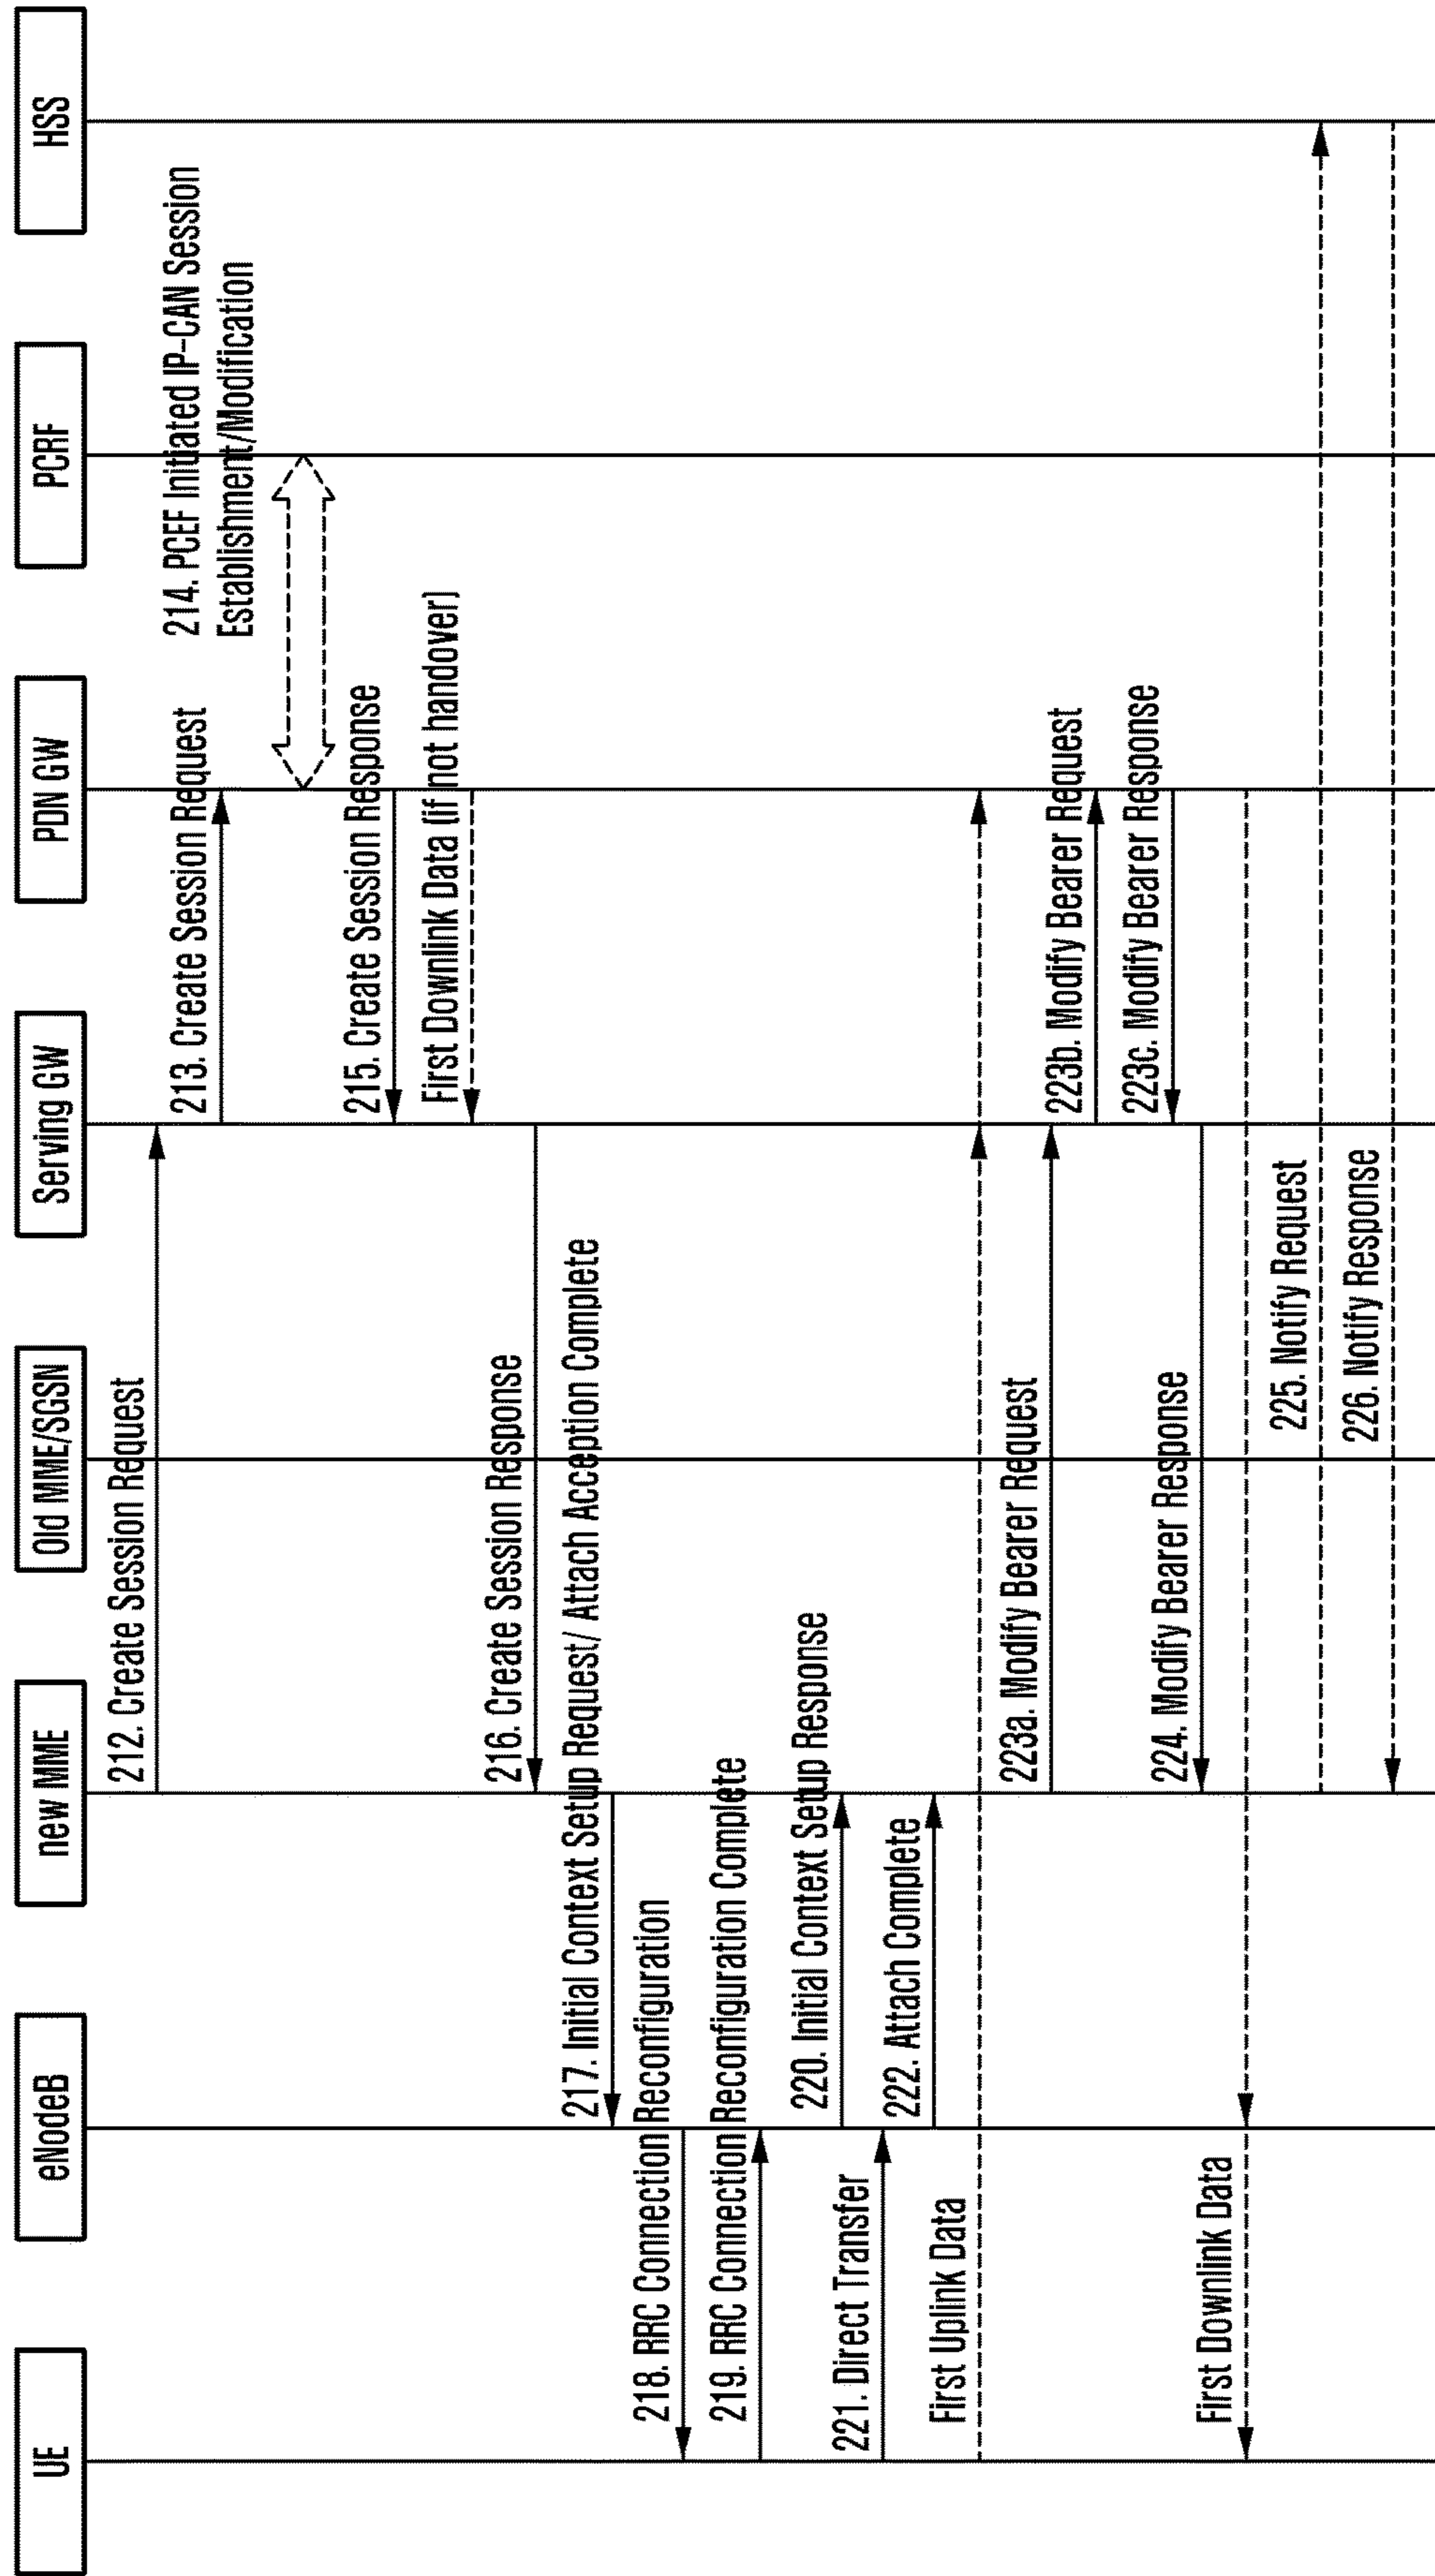 UE
eNodeB
new MME
Old MME/SGSN
Serving GW
PDN GW
PCRF
HSS
212. Create Session Request
213. Create Session Request
214. PCEF Initiated IP-CAN Session
Establishment/Modification
215. Create Session Response
First Downlink Data (if not handover)
216. Create Session Response
217. Initial Context Setup Request/ Attach Acception Complete
218. RRC Connection Reconfiguration
219. RRC Connection Reconfiguration Complete
220. Initial Context Setup Response
221. Direct Transfer
222. Attach Complete
First Uplink Data
223a. Modify Bearer Request
223b. Modify Bearer Request
223c. Modify Bearer Response
224. Modify Bearer Response
First Downlink Data
225. Notify Request
226. Notify Response